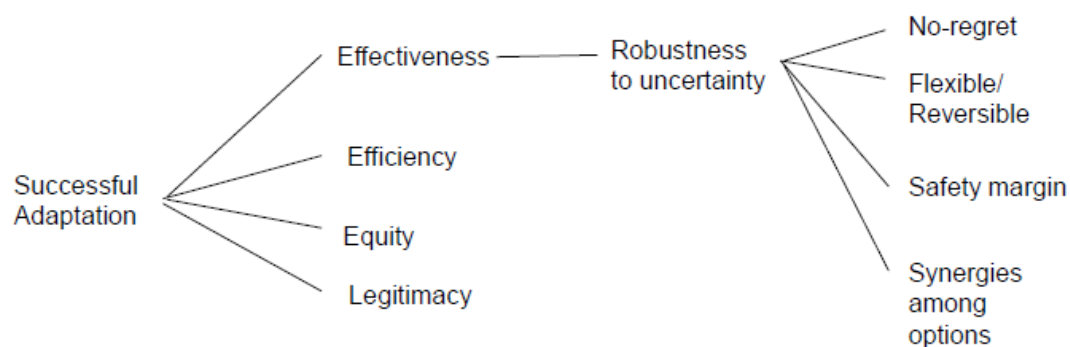 Successful
Adaptation
Effectiveness
Efficiency
Equity
Legitimacy
Robustness
to uncertainty
No-regret
Flexible/
Reversible
Safety margin
Synergies
among
options